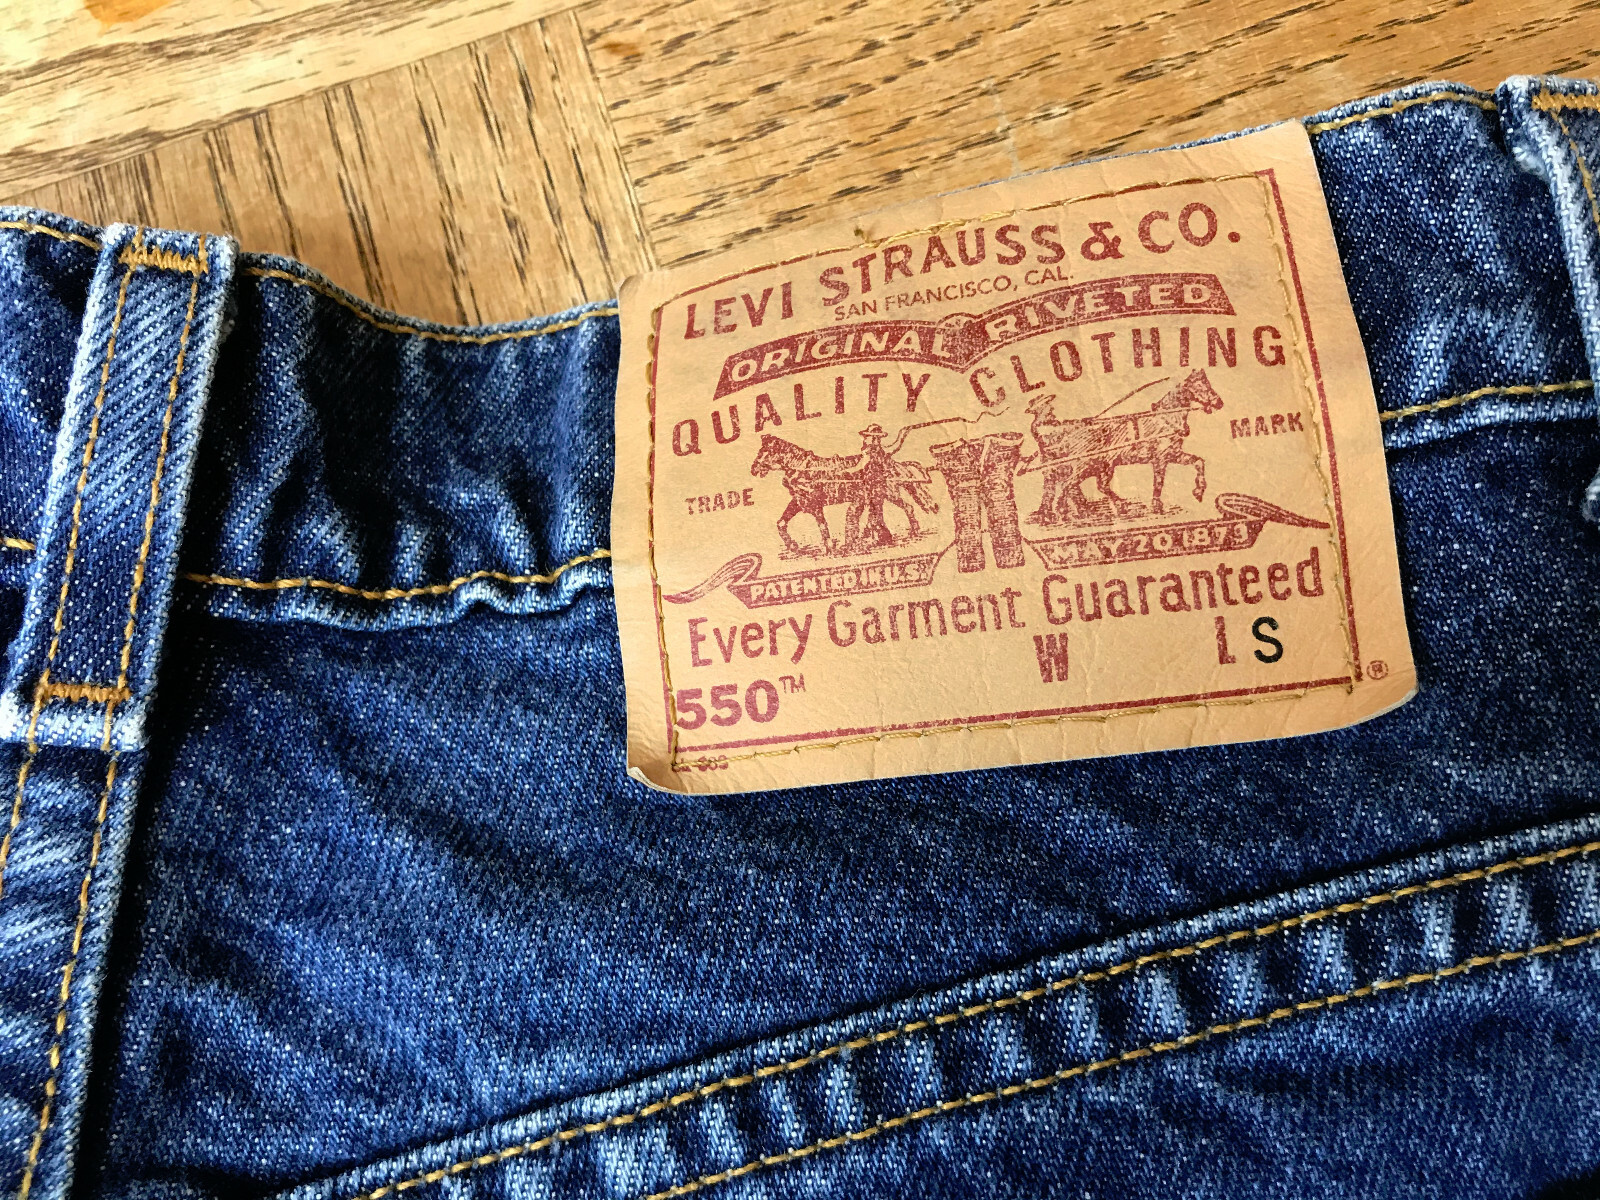 LEVI STRAUSS & CO.
SAN FRANCISCO, CAL.
ORIGINAL RIVETED
QUALITY CLOTHING
TRADE MARK
PATENTED IN U.S. MAY 20 1873
Every Garment Guaranteed
W L S
550™
®